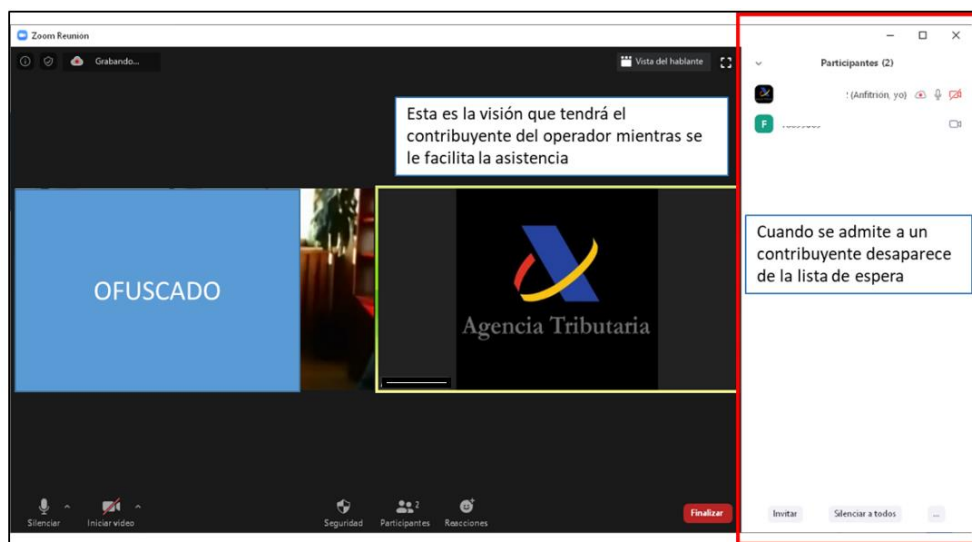 Zoom Reunión
Grabando...
Vista del hablante
Esta es la visión que tendrá el
contribuyente del operador mientras se
le facilita la asistencia
OFUSCADO
Agencia Tributaria
Silenciar
Iniciar video
Seguridad
Participantes
2
Reacciones
Finalizar
Participantes (2)
(Anfitrión, yo)
F
Cuando se admite a un
contribuyente desaparece
de la lista de espera
Invitar
Silenciar a todos
...